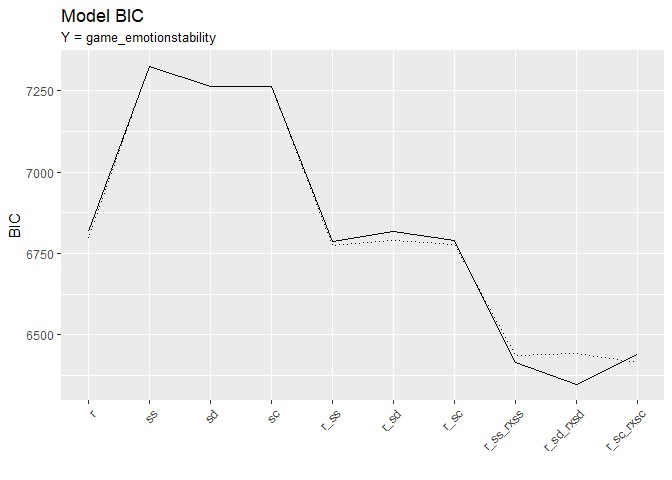 Model BIC
Y = game_emotionstability
BIC
7250
7000
6750
6500
r
ss
sd
sc
r_ss
r_sd
r_sc
r_ss_rxss
r_sd_rxsd
r_sc_rxsc